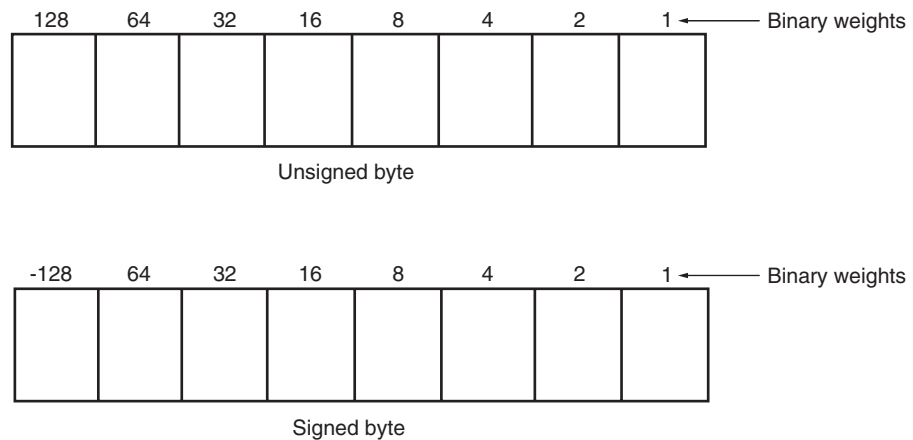 128 64 32 16 8 4 2 1 Binary weights
Unsigned byte
-128 64 32 16 8 4 2 1 Binary weights
Signed byte